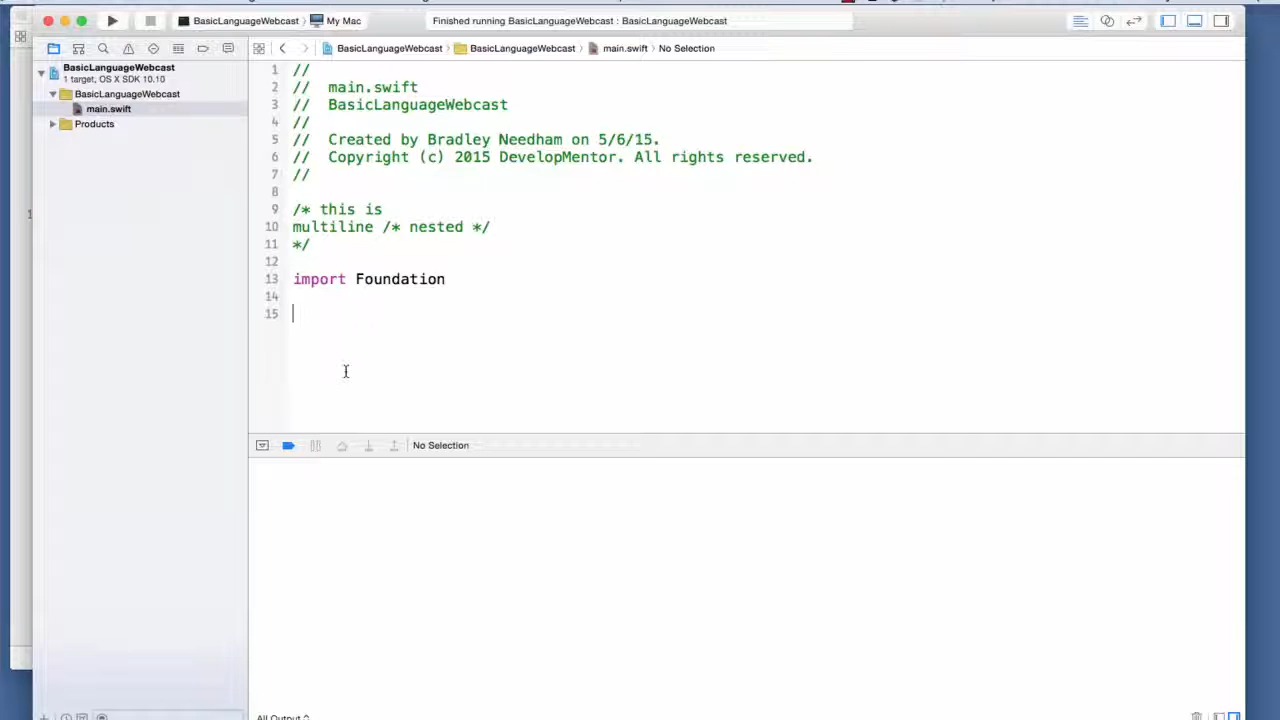 BasicLanguageWebcast › My Mac
Finished running BasicLanguageWebcast : BasicLanguageWebcast
BasicLanguageWebcast › BasicLanguageWebcast › main.swift › No Selection
BasicLanguageWebcast
1 target, OS X SDK 10.10
BasicLanguageWebcast
main.swift
Products
1 //
2 //  main.swift
3 //  BasicLanguageWebcast
4 //
5 //  Created by Bradley Needham on 5/6/15.
6 //  Copyright (c) 2015 DevelopMentor. All rights reserved.
7 //
8
9 /* this is
10 multiline /* nested */
11 */
12
13 import Foundation
14
15
No Selection
All Output